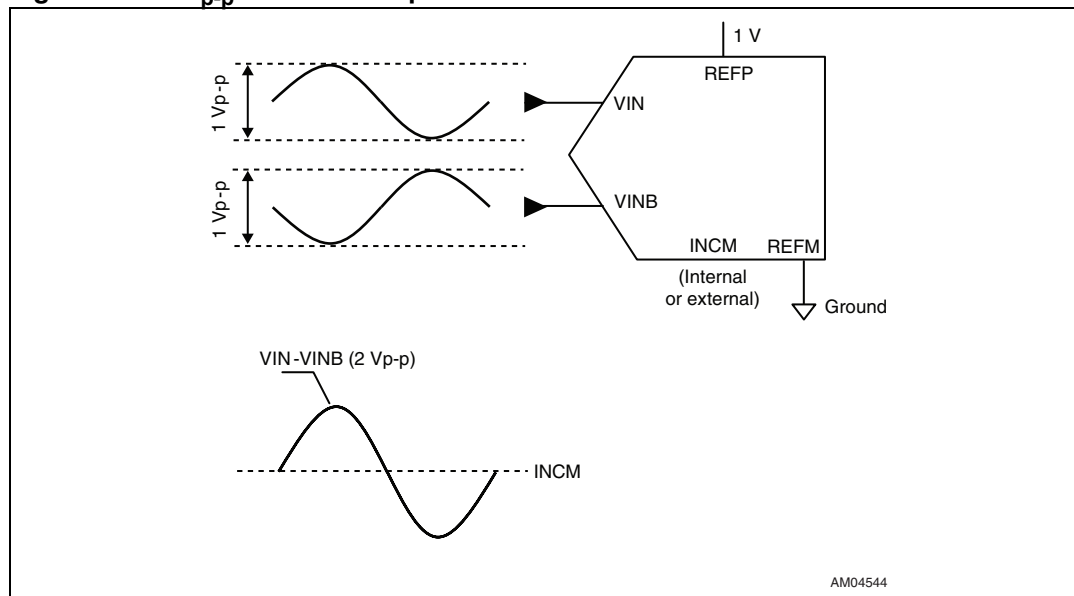 p-p
1 V
REFP
1 Vp-p
VIN
1 Vp-p
VINB
INCM REFM
(Internal
or external)
Ground
VIN-VINB (2 Vp-p)
INCM
AM04544